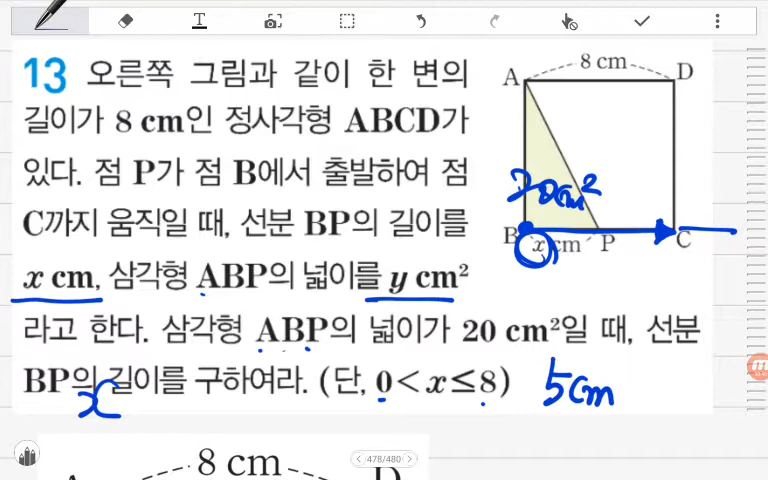 T
13 오른쪽 그림과 같이 한 변의
길이가 8 cm인 정사각형 ABCD가
있다. 점 P가 점 B에서 출발하여 점
C까지 움직일 때, 선분 BP의 길이를
x cm, 삼각형 ABP의 넓이를 y cm²
라고 한다. 삼각형 ABP의 넓이가 20 cm²일 때, 선분
BP의 길이를 구하여라. (단, 0<x≤8)
x
5cm
8 cm
A
D
20cm²
B
x cm
P
C
478/480
8 cm